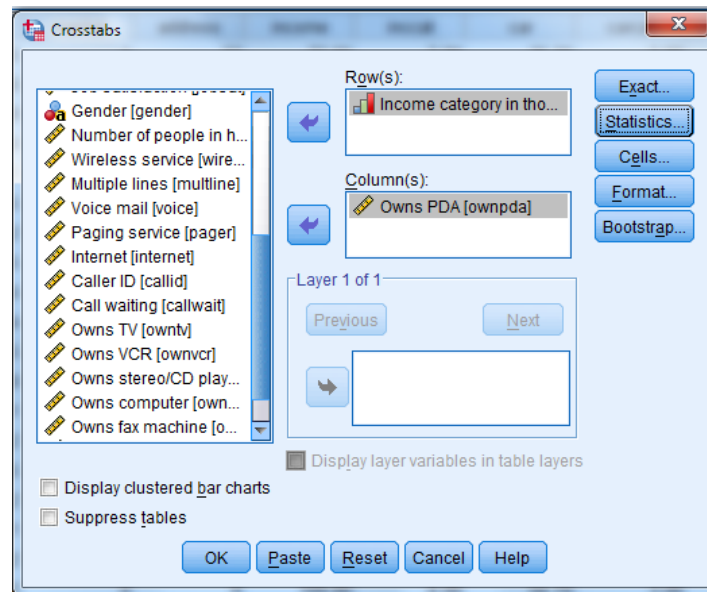 Crosstabs
Gender [gender]
Number of people in h...
Wireless service [wire...
Multiple lines [multline]
Voice mail [voice]
Paging service [pager]
Internet [internet]
Caller ID [callid]
Call waiting [callwait]
Owns TV [owntv]
Owns VCR [ownvcr]
Owns stereo/CD play...
Owns computer [own...
Owns fax machine [o...
Row(s):
Income category in tho...
Column(s):
Owns PDA [ownpda]
Layer 1 of 1
Previous
Next
Display layer variables in table layers
Exact...
Statistics...
Cells...
Format...
Bootstrap...
Display clustered bar charts
Suppress tables
OK
Paste
Reset
Cancel
Help